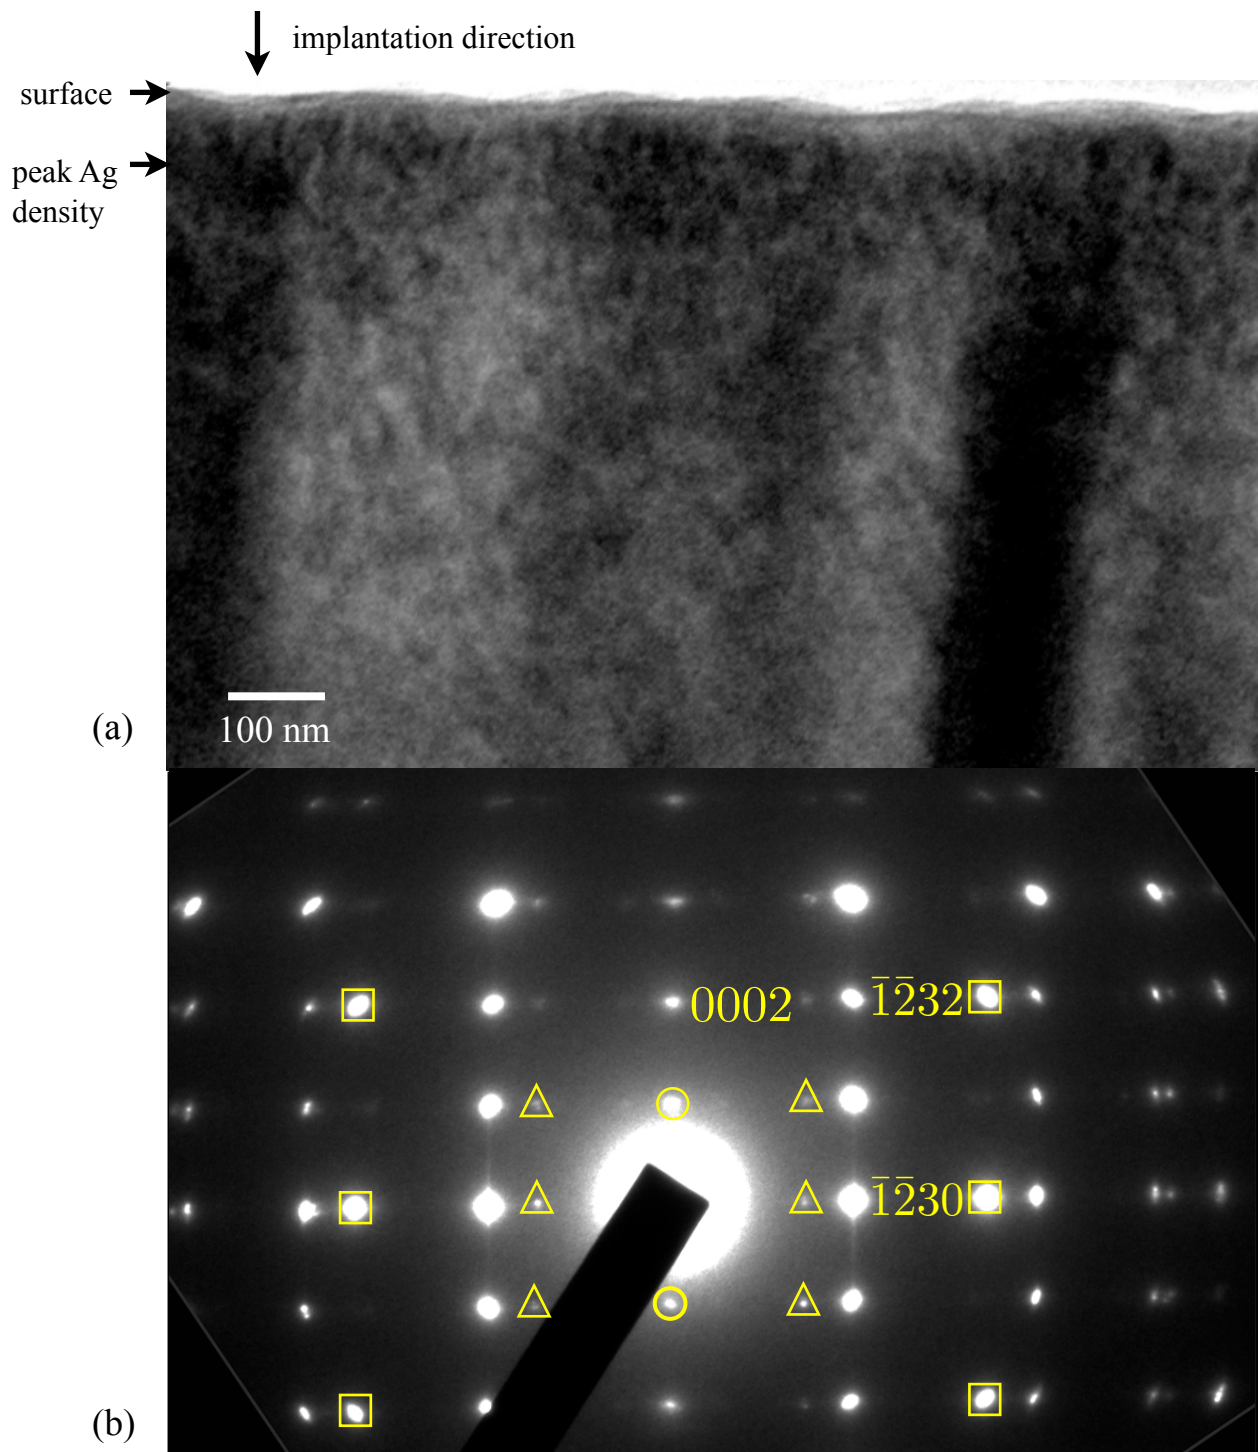 implantation direction
surface
peak Ag
density
100 nm
(a)
0002
1̄2̄32
1̄2̄30
(b)